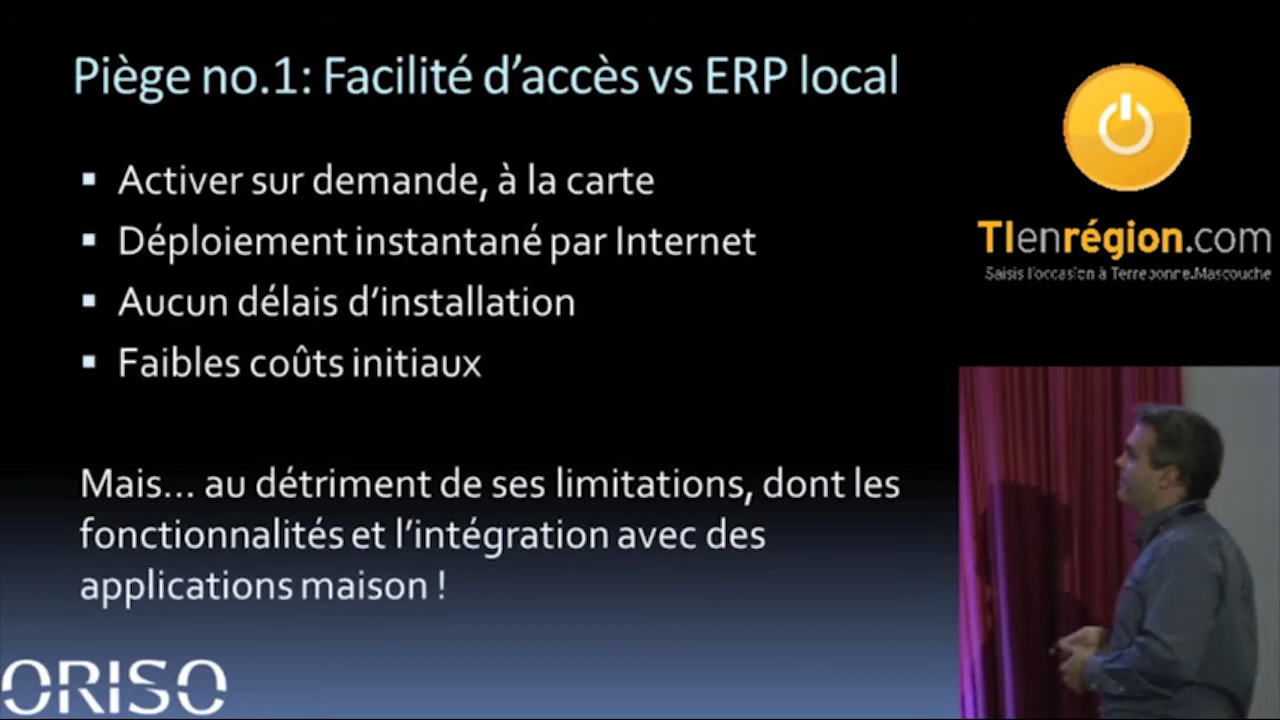 Piège no.1: Facilité d'accès vs ERP local
Activer sur demande, à la carte
Déploiement instantané par Internet
Aucun délais d'installation
Faibles coûts initiaux
Mais... au détriment de ses limitations, dont les
fonctionnalités et l'intégration avec des
applications maison !
TIenrégion.com
Saisis l'occasion à Terrebonne.Mascouche
ORISO